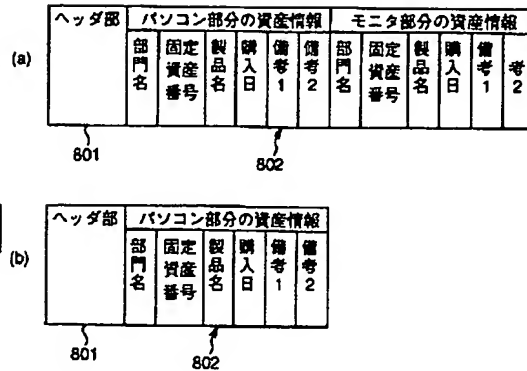 (a)
ヘッダ部 パソコン部分の資産情報 モニタ部分の資産情報
部門名 固定資産番号 製品名 購入日 備考1 備考2 部門名 固定資産番号 製品名 購入日 備考1 考2
801 802
(b)
ヘッダ部 パソコン部分の資産情報
部門名 固定資産番号 製品名 購入日 備考1 備考2
801 802